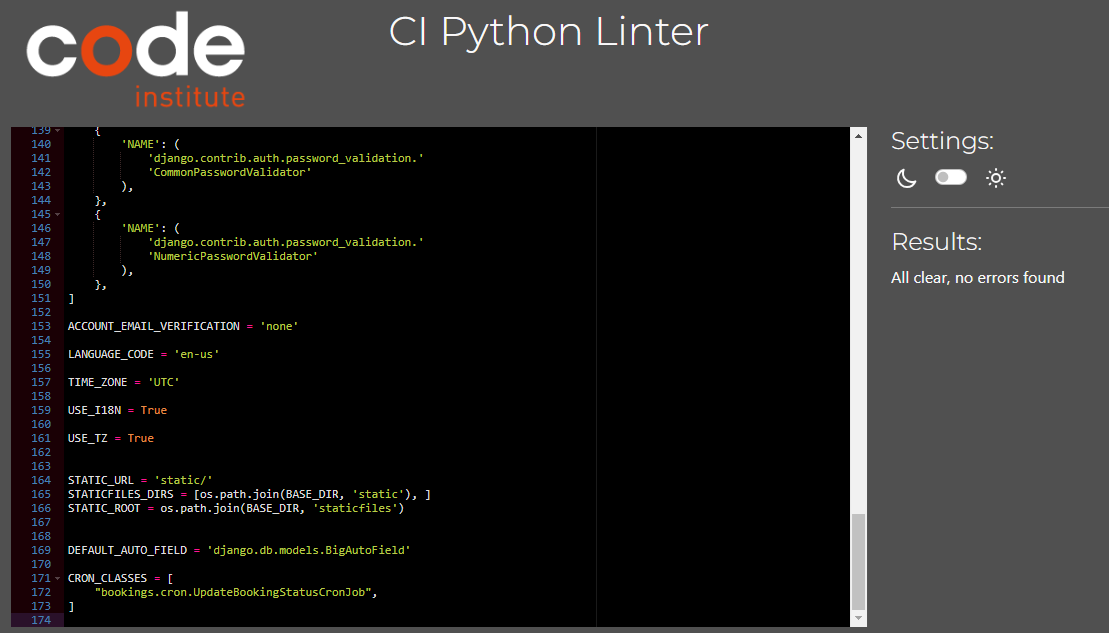 code
institute
CI Python Linter
139 {
140 'NAME': (
141 'django.contrib.auth.password_validation.'
142 'CommonPasswordValidator'
143 ),
144 },
145 {
146 'NAME': (
147 'django.contrib.auth.password_validation.'
148 'NumericPasswordValidator'
149 ),
150 },
151 ]
152
153 ACCOUNT_EMAIL_VERIFICATION = 'none'
154
155 LANGUAGE_CODE = 'en-us'
156
157 TIME_ZONE = 'UTC'
158
159 USE_I18N = True
160
161 USE_TZ = True
162
163
164 STATIC_URL = 'static/'
165 STATICFILES_DIRS = [os.path.join(BASE_DIR, 'static'), ]
166 STATIC_ROOT = os.path.join(BASE_DIR, 'staticfiles')
167
168
169 DEFAULT_AUTO_FIELD = 'django.db.models.BigAutoField'
170
171 CRON_CLASSES = [
172 "bookings.cron.UpdateBookingStatusCronJob",
173 ]
174
Settings:
Results:
All clear, no errors found